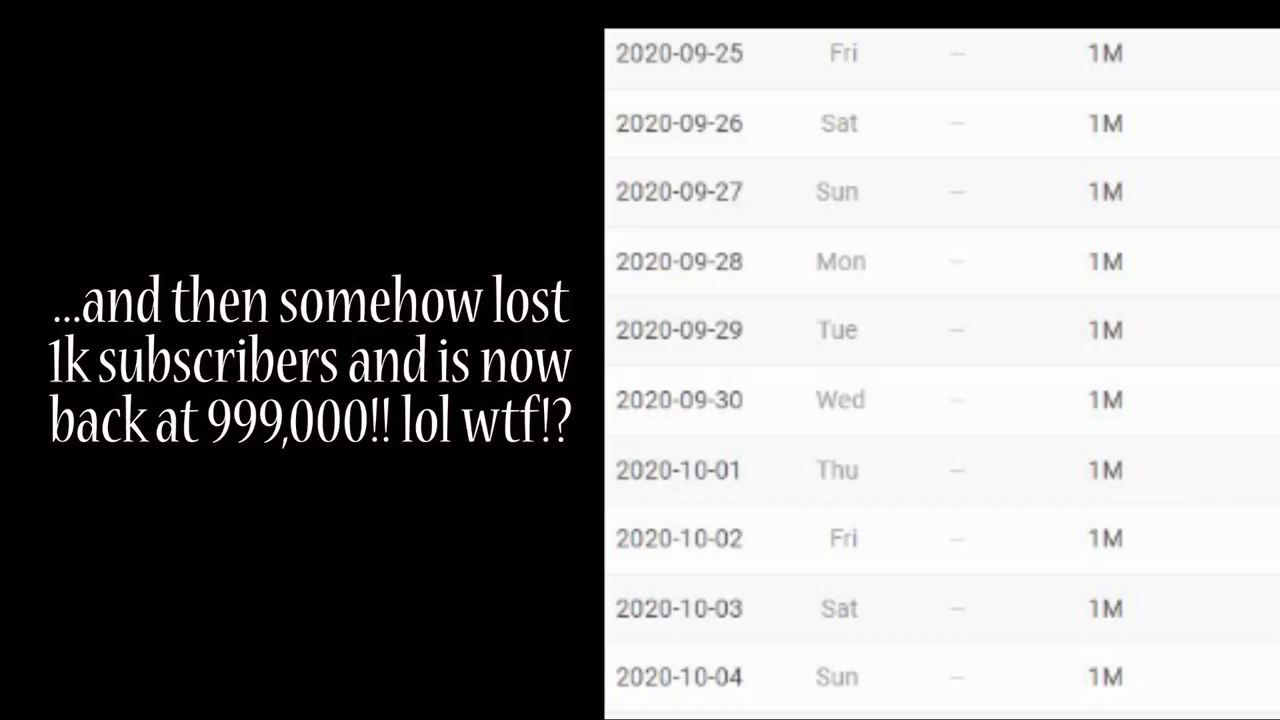 ...and then somehow lost
1k subscribers and is now
back at 999,000!! lol wtf!?
2020-09-25 Fri -- 1M
2020-09-26 Sat -- 1M
2020-09-27 Sun -- 1M
2020-09-28 Mon -- 1M
2020-09-29 Tue -- 1M
2020-09-30 Wed -- 1M
2020-10-01 Thu -- 1M
2020-10-02 Fri -- 1M
2020-10-03 Sat -- 1M
2020-10-04 Sun -- 1M